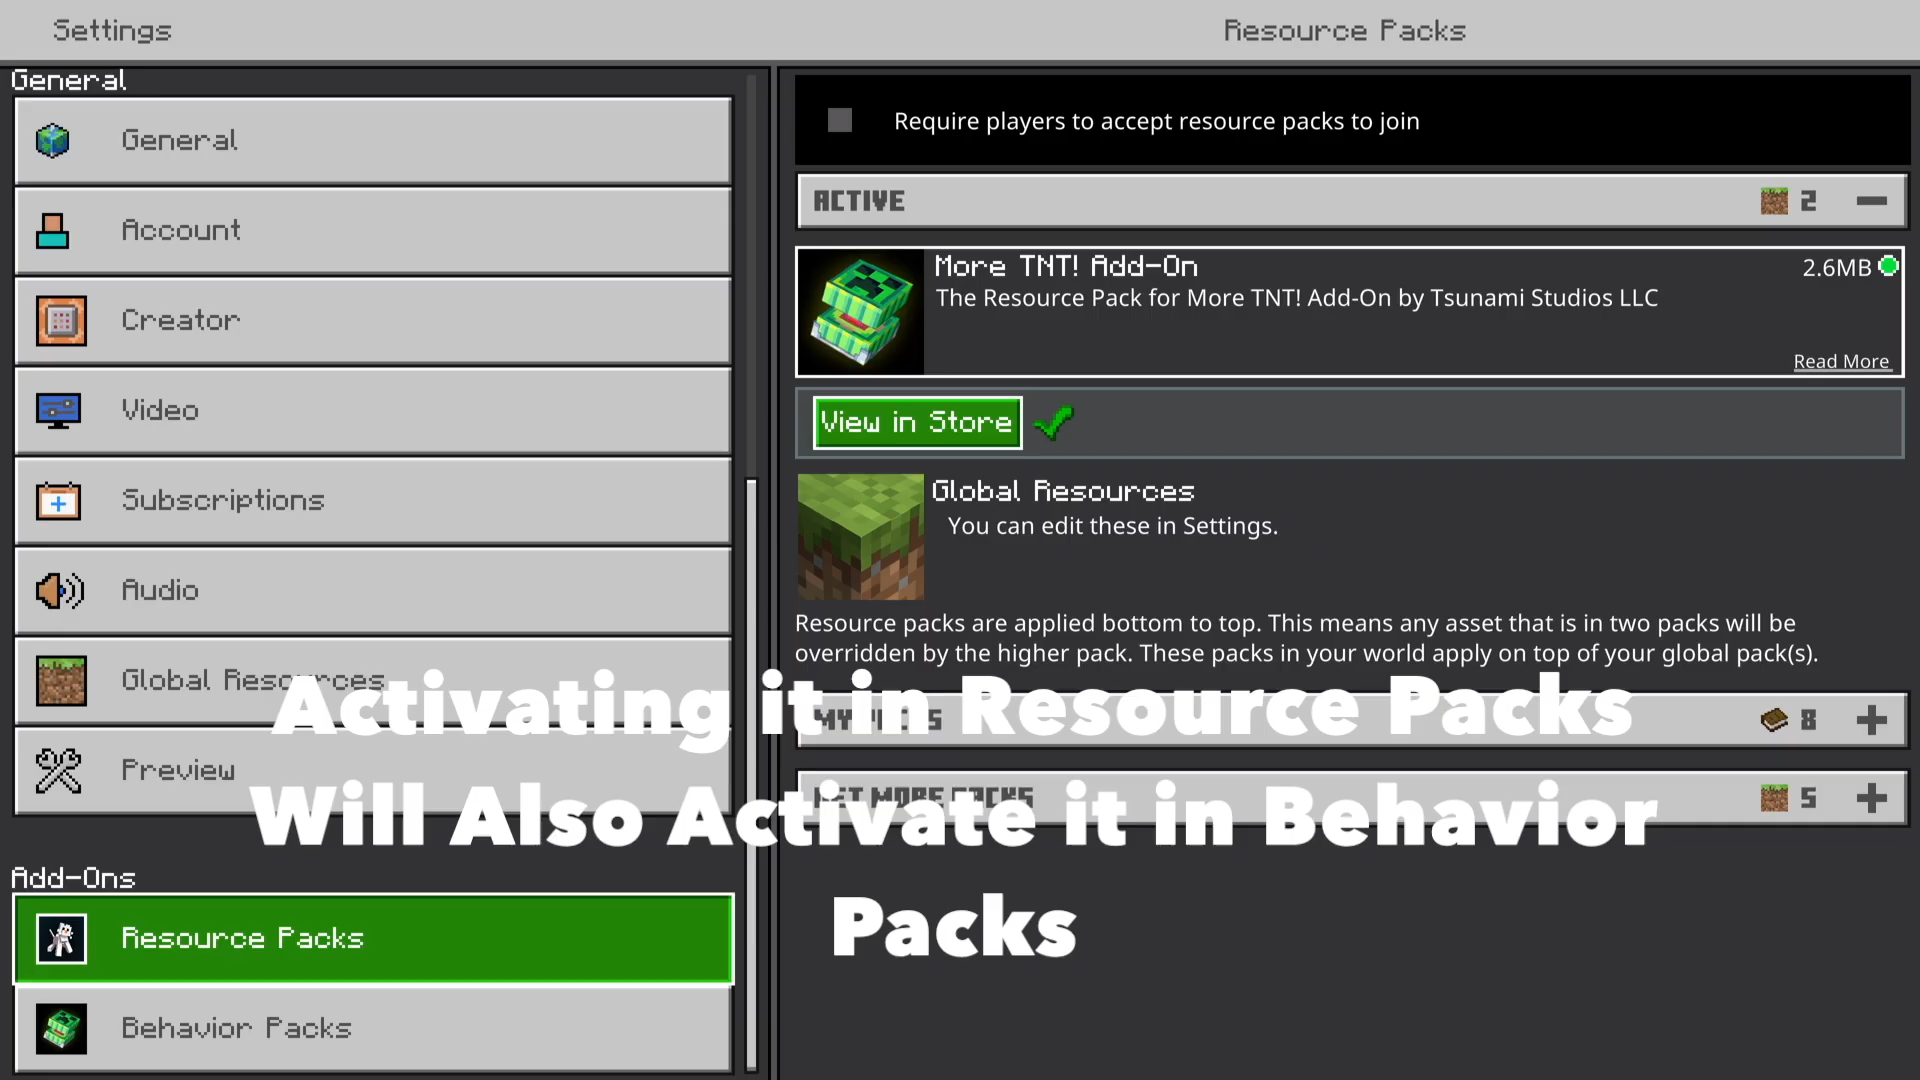 Settings
Resource Packs
General
General
Account
Creator
Video
Subscriptions
Audio
Global Resources
Preview
Add-Ons
Resource Packs
Behavior Packs
Require players to accept resource packs to join
ACTIVE
2
More TNT! Add-On
2.6MB
The Resource Pack for More TNT! Add-On by Tsunami Studios LLC
Read More
View in Store
Global Resources
You can edit these in Settings.
Resource packs are applied bottom to top. This means any asset that is in two packs will be
overridden by the higher pack. These packs in your world apply on top of your global pack(s).
MY PACKS
8
GET MORE PACKS
5
Activating it in Resource Packs
Will Also Activate it in Behavior
Packs